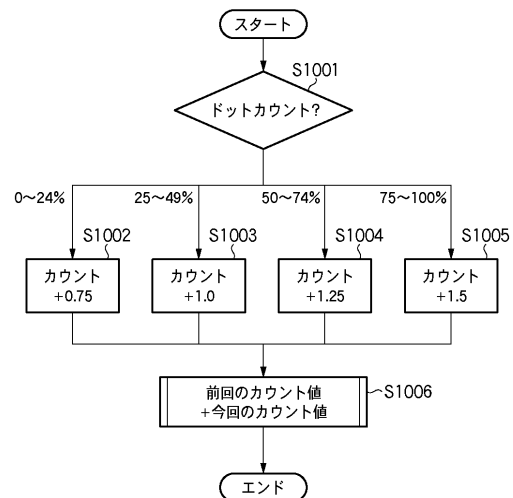 スタート
S1001
ドットカウント?
0〜24%
25〜49%
50〜74%
75〜100%
S1002
S1003
S1004
S1005
カウント
+0.75
カウント
+1.0
カウント
+1.25
カウント
+1.5
前回のカウント値
+今回のカウント値
S1006
エンド